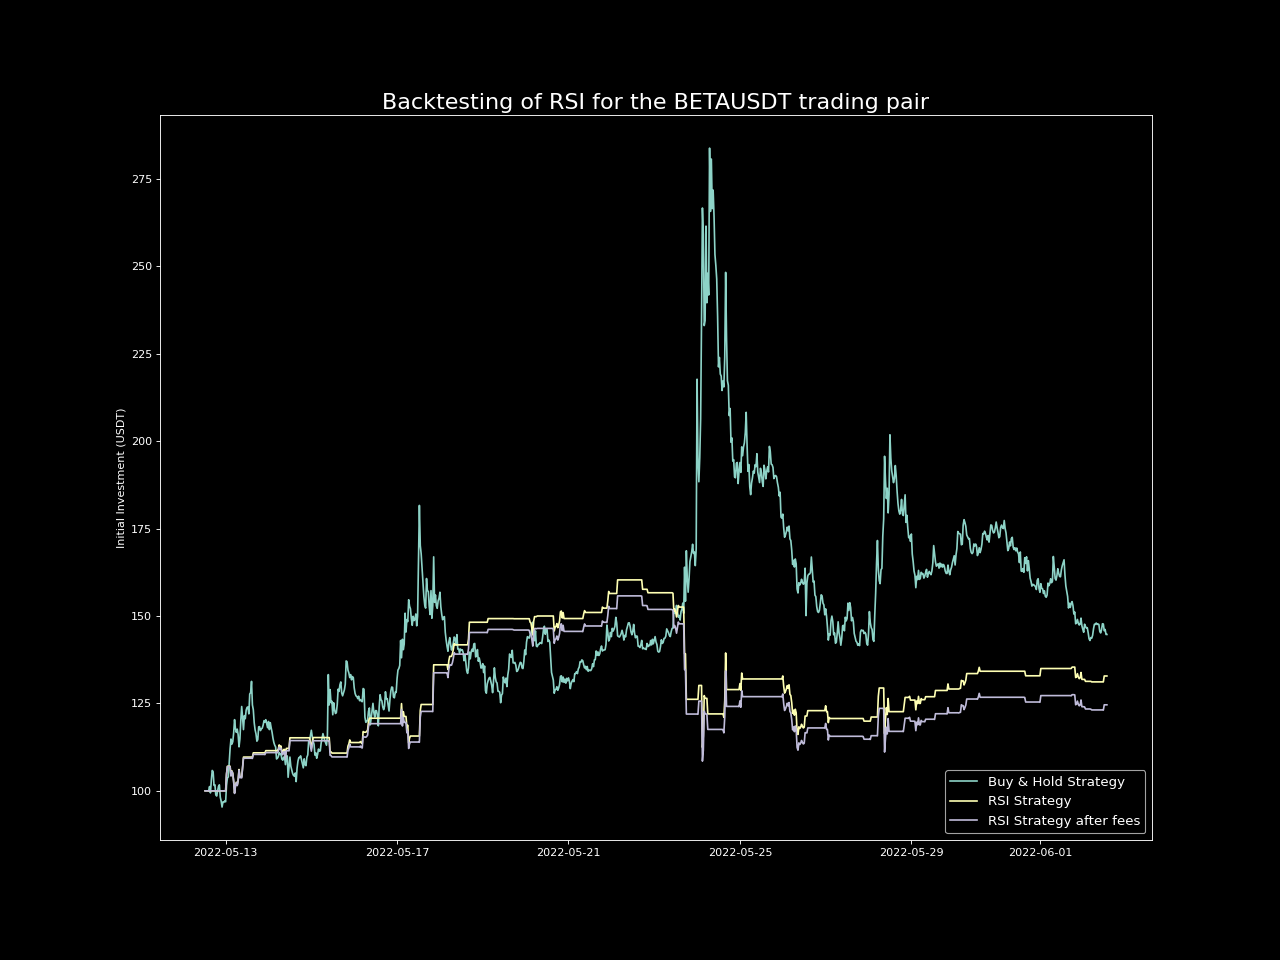 Backtesting of RSI for the BETAUSDT trading pair
Initial Investment (USDT)
275
250
225
200
175
150
125
100
2022-05-13
2022-05-17
2022-05-21
2022-05-25
2022-05-29
2022-06-01
Buy & Hold Strategy
RSI Strategy
RSI Strategy after fees